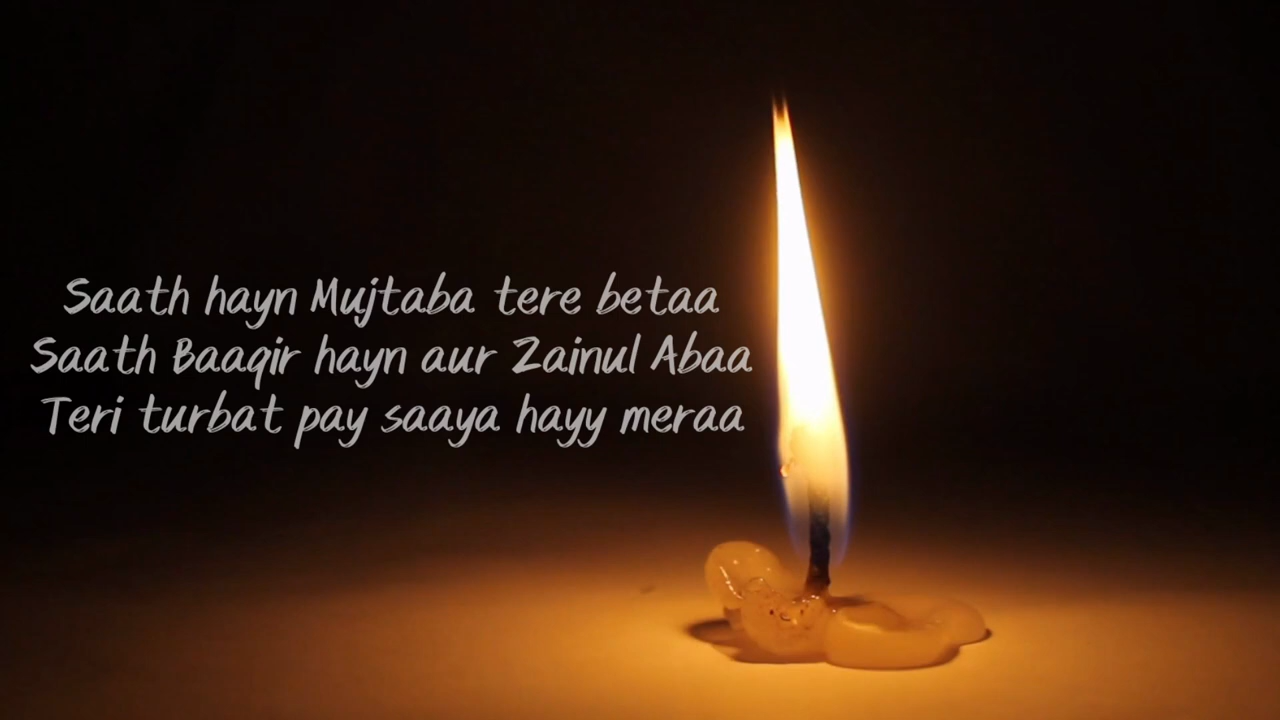 Saath hayn Mujtaba tere betaa
Saath Baaqir hayn aur Zainul Abaa
Teri turbat pay saaya hayy meraa